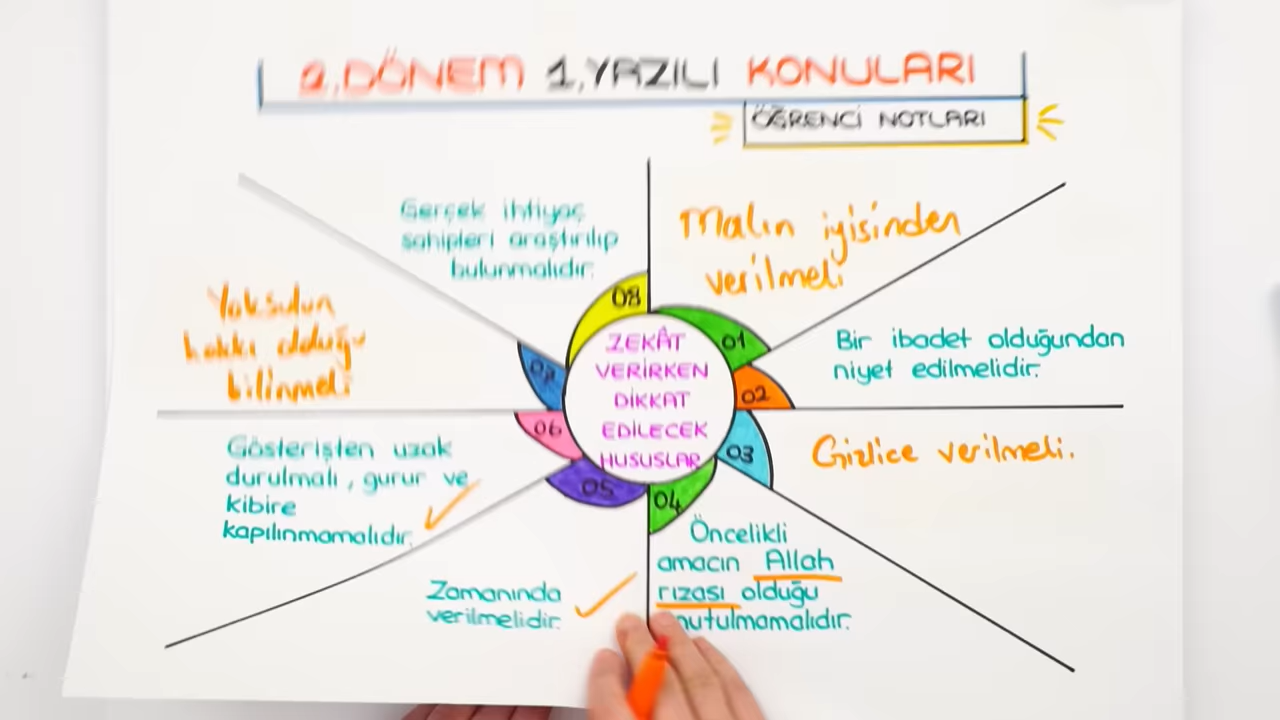 2.DÖNEM 1.YAZILI KONULARI
ÖĞRENCİ NOTLARI
ZEKÂT
VERİRKEN
DİKKAT
EDİLECEK
HUSUSLAR
01
Malın iyisinden
verilmeli
02
Bir ibadet olduğundan
niyet edilmelidir.
03
Gizlice verilmeli.
04
Öncelikli
amacın Allah
rızası olduğu
unutulmamalıdır.
05
Zamanında
verilmelidir.
06
Gösterişten uzak
durulmalı, gurur ve
kibire
kapılınmamalıdır.
07
Yoksulun
hakkı olduğu
bilinmeli
08
Gerçek ihtiyaç
sahipleri araştırılıp
bulunmalıdır.